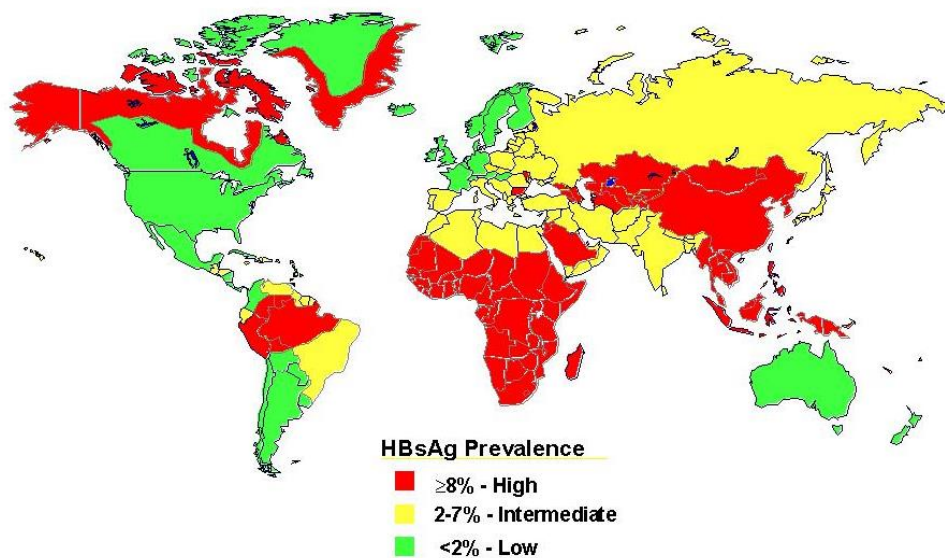 HBsAg Prevalence
≥8% - High
2-7% - Intermediate
<2% - Low